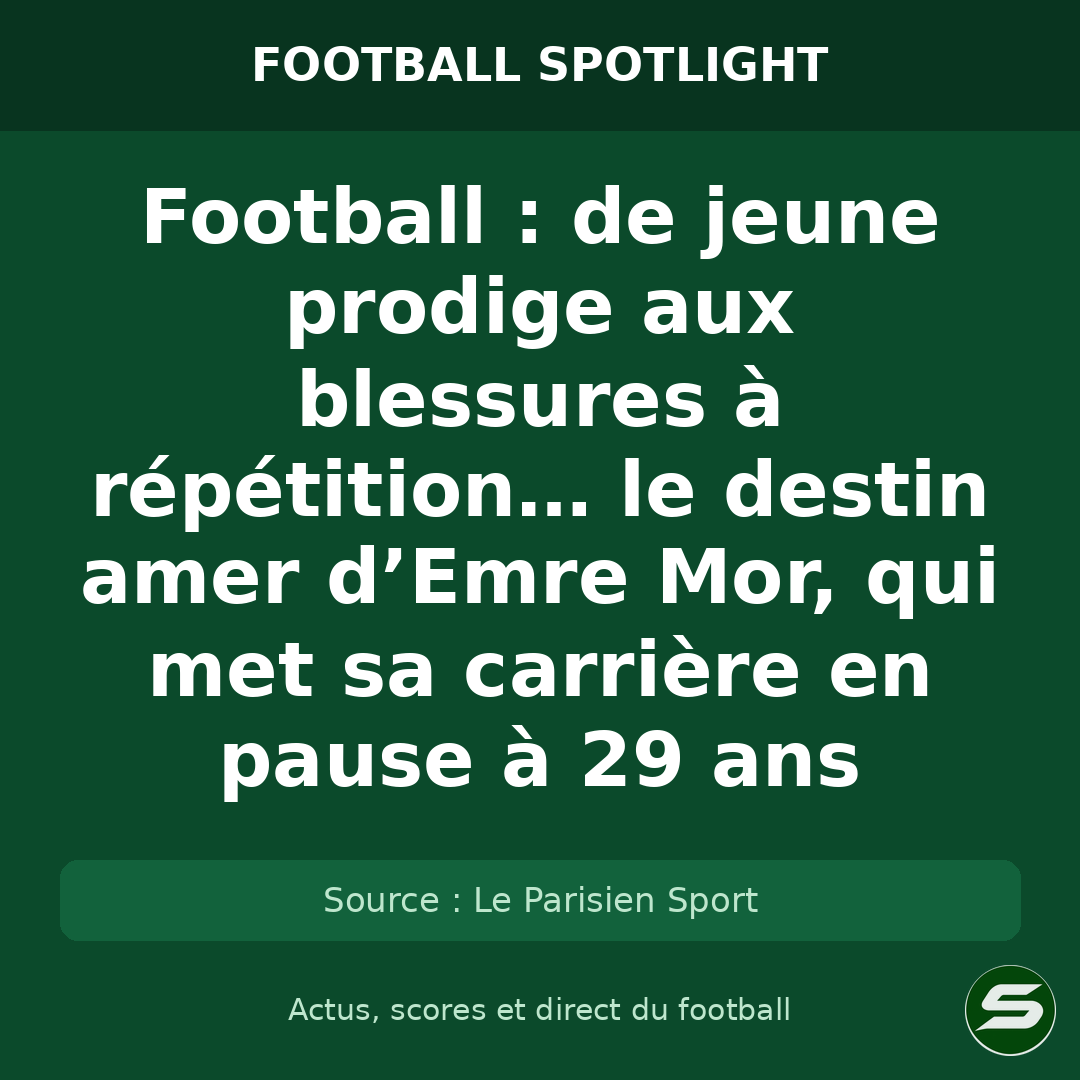 FOOTBALL SPOTLIGHT
Football : de jeune
prodige aux
blessures à
répétition… le destin
amer d’Emre Mor, qui
met sa carrière en
pause à 29 ans
Source : Le Parisien Sport
Actus, scores et direct du football
S